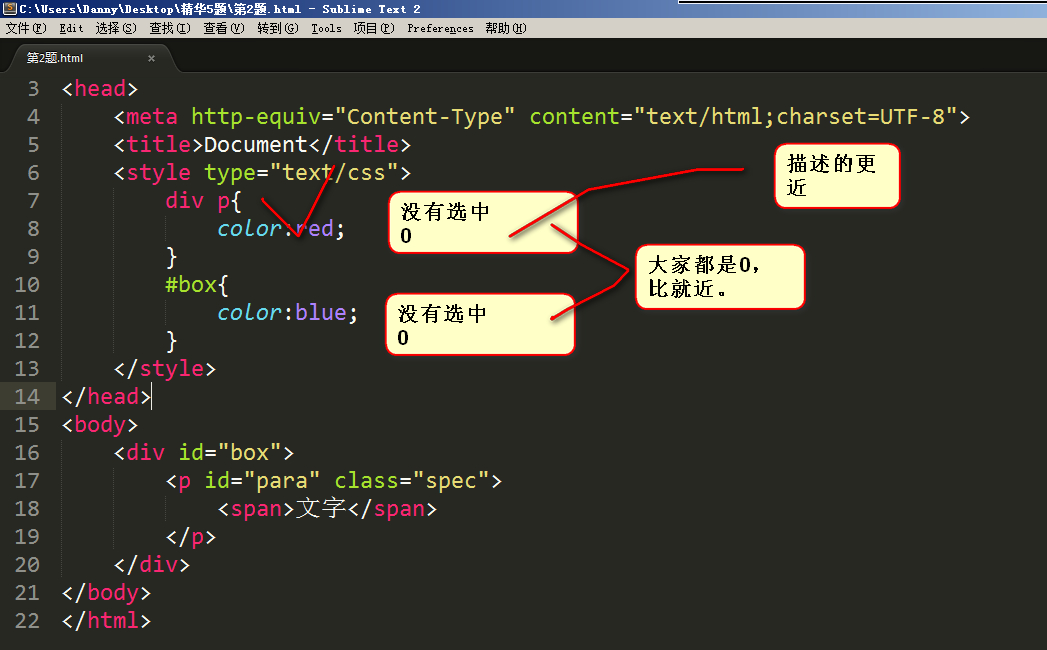 C:\Users\Danny\Desktop\精华5题\第2题.html - Sublime Text 2
文件(F) Edit 选择(S) 查找(I) 查看(V) 转到(G) Tools 项目(P) Preferences 帮助(H)
第2题.html ×
3 <head>
4 <meta http-equiv="Content-Type" content="text/html;charset=UTF-8">
5 <title>Document</title>
6 <style type="text/css">
7 div p{
8 color:red;
9 }
10 #box{
11 color:blue;
12 }
13 </style>
14 </head>
15 <body>
16 <div id="box">
17 <p id="para" class="spec">
18 <span>文字</span>
19 </p>
20 </div>
21 </body>
22 </html>
没有选中
0
描述的更
近
大家都是0，
比就近。
没有选中
0